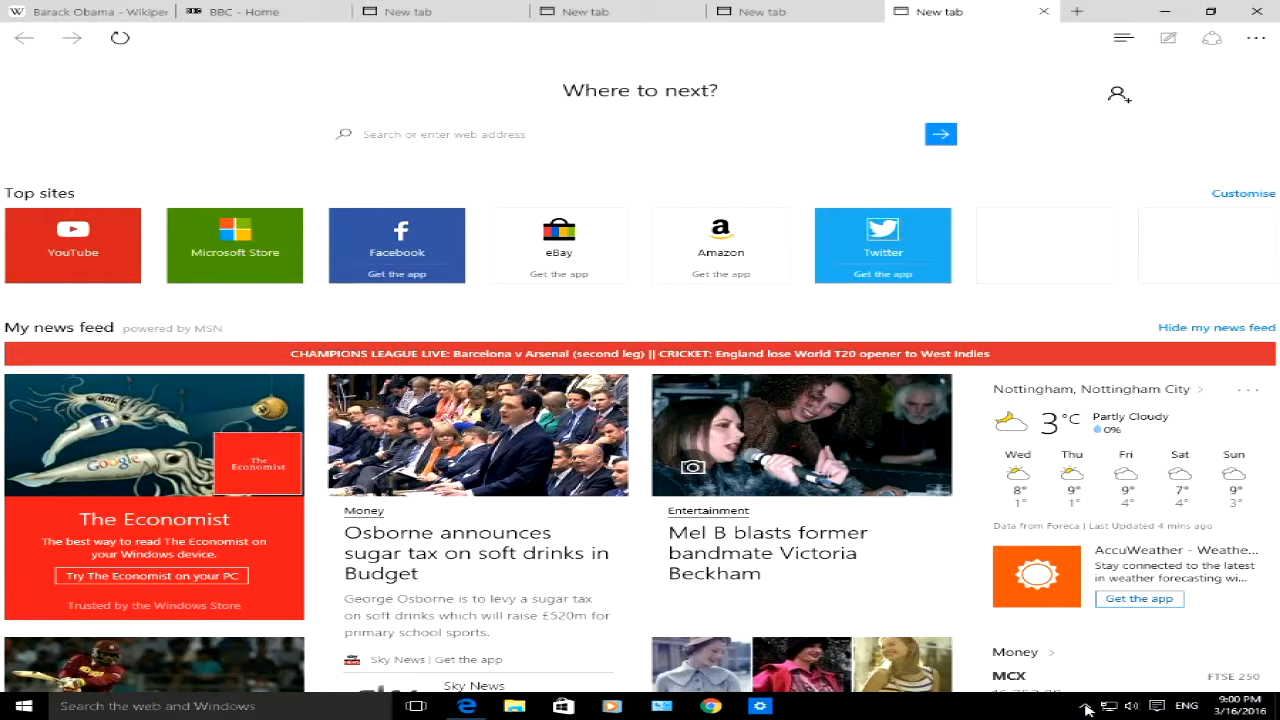 Barack Obama - Wikiped
BBC - Home
New tab
New tab
New tab
New tab
Where to next?
Search or enter web address
Top sites
Customise
YouTube
Microsoft Store
Facebook
Get the app
eBay
Get the app
Amazon
Get the app
Twitter
Get the app
My news feed powered by MSN
Hide my news feed
CHAMPIONS LEAGUE LIVE: Barcelona v Arsenal (second leg) || CRICKET: England lose World T20 opener to West Indies
Google
The
Economist
The Economist
The best way to read The Economist on
your Windows device.
Try The Economist on your PC
Trusted by the Windows Store
Money
Osborne announces
sugar tax on soft drinks in
Budget
George Osborne is to levy a sugar tax
on soft drinks which will raise £520m for
primary school sports.
Sky News | Get the app
Sky News
Entertainment
Mel B blasts former
bandmate Victoria
Beckham
Nottingham, Nottingham City
3 °C
Partly Cloudy
0%
Wed Thu Fri Sat Sun
8° 9° 9° 7° 9°
1° 1° 4° 4° 3°
Data from Foreca | Last Updated 4 mins ago
AccuWeather - Weathe...
Stay connected to the latest
in weather forecasting wi...
Get the app
Money
MCX
FTSE 250
Search the web and Windows
ENG
9:00 PM
3/16/2016